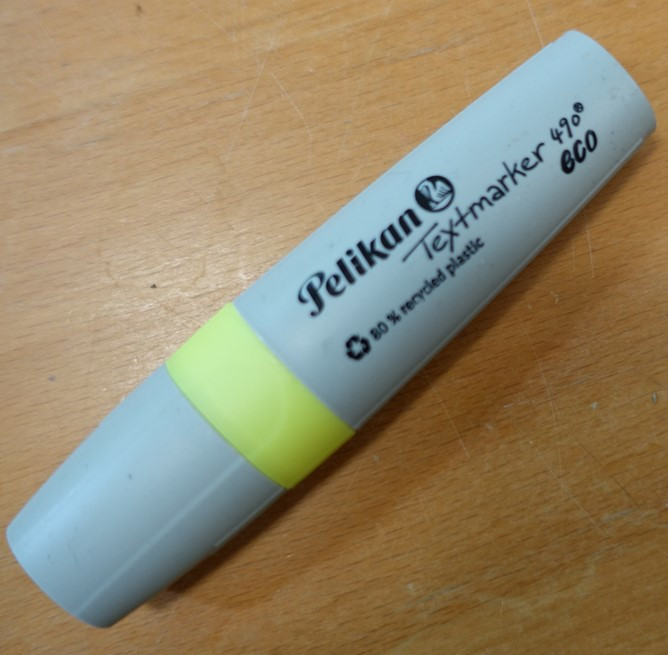 Pelikan
Textmarker 490®
eco
80 % recycled plastic